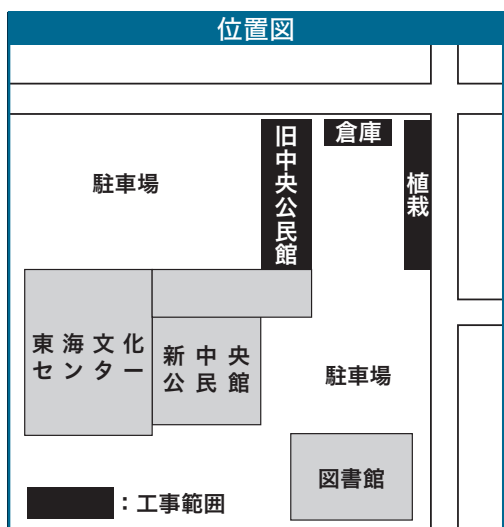 位置図
旧中央公民館
倉庫
植栽
駐車場
東海文化
センター
新中央
公民館
駐車場
図書館
：工事範囲